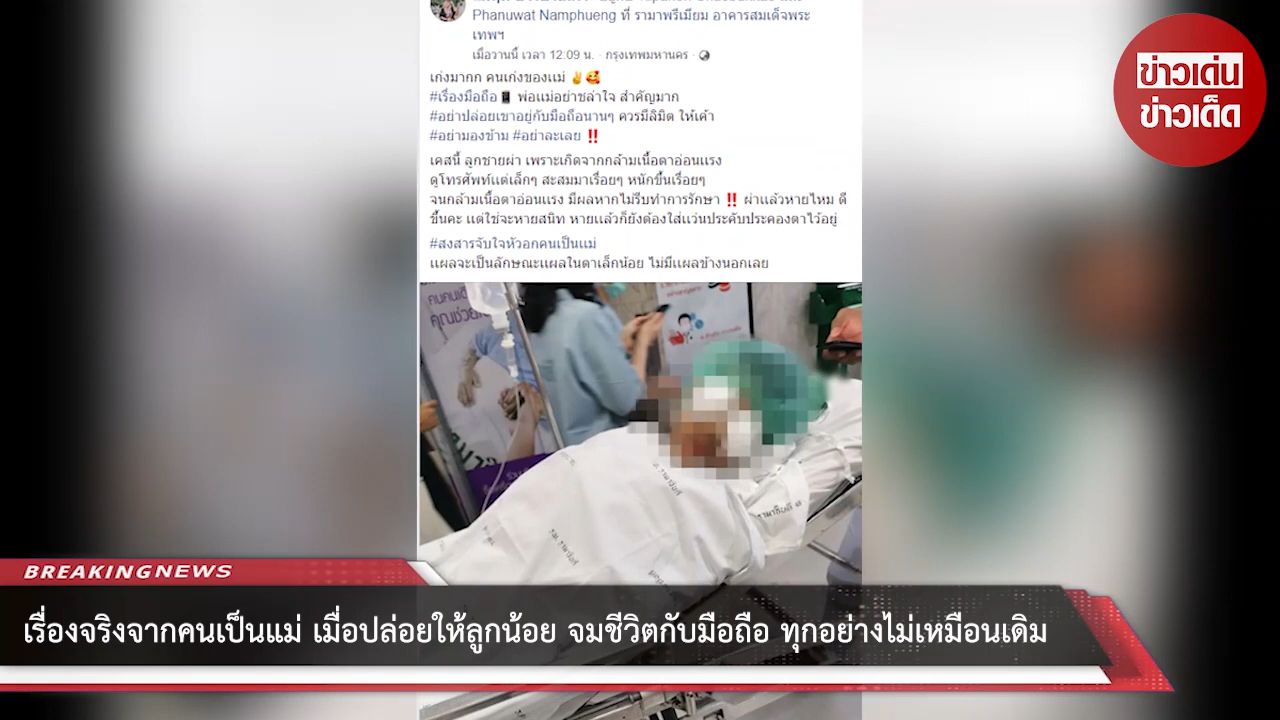 Phanuwat Namphueng ที่ รามาพรีเมียม อาคารสมเด็จพระ
เทพฯ
เมื่อวานนี้ เวลา 12:09 น. · กรุงเทพมหานคร ·
เก่งมากก คนเก่งของแม่ ✌️🥰
#เรื่องมือถือ📱 พ่อแม่อย่าชล่าใจ สำคัญมาก
#อย่าปล่อยเขาอยู่กับมือถือนานๆ ควรมีลิมิต ให้เค้า
#อย่ามองข้าม #อย่าละเลย ‼️
เคสนี้ ลูกชายผ่า เพราะเกิดจากกล้ามเนื้อตาอ่อนแรง
ดูโทรศัพท์แต่เล็กๆ สะสมมาเรื่อยๆ หนักขึ้นเรื่อยๆ
จนกล้ามเนื้อตาอ่อนแรง มีผลหากไม่รีบทำการรักษา ‼️ ผ่าแล้วหายไหม ดี
ขึ้นคะ แต่ใช่จะหายสนิท หายแล้วก็ยังต้องใส่แว่นประคับประคองตาไว้อยู่
#สงสารจับใจหัวอกคนเป็นแม่
แผลจะเป็นลักษณะแผลในตาเล็กน้อย ไม่มีแผลข้างนอกเลย
ข่าวเด่น
ข่าวเด็ด
BREAKINGNEWS
เรื่องจริงจากคนเป็นแม่ เมื่อปล่อยให้ลูกน้อย จมชีวิตกับมือถือ ทุกอย่างไม่เหมือนเดิม